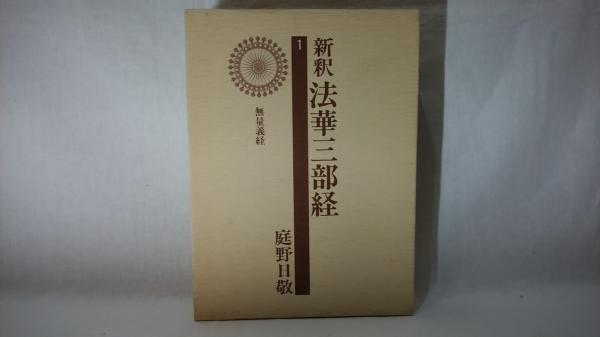 新釈法華三部経
1
無量義経
庭野日敬